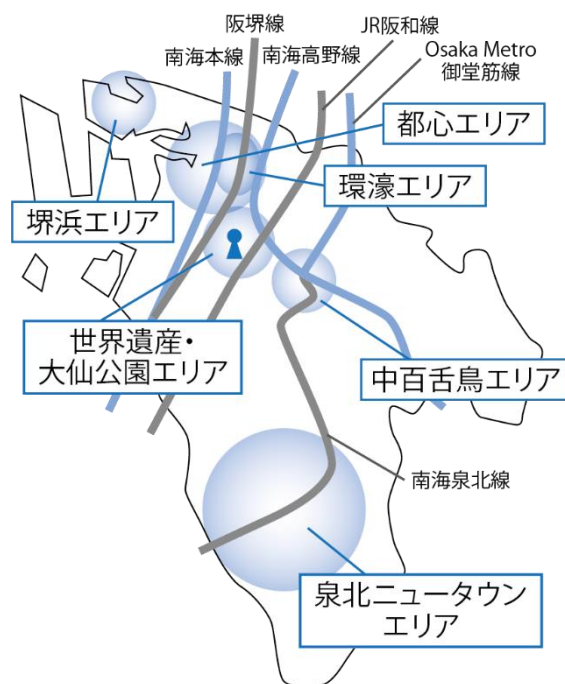 阪堺線
南海本線
南海高野線
JR阪和線
Osaka Metro
御堂筋線
都心エリア
環濠エリア
堺浜エリア
世界遺産・
大仙公園エリア
中百舌鳥エリア
南海泉北線
泉北ニュータウン
エリア